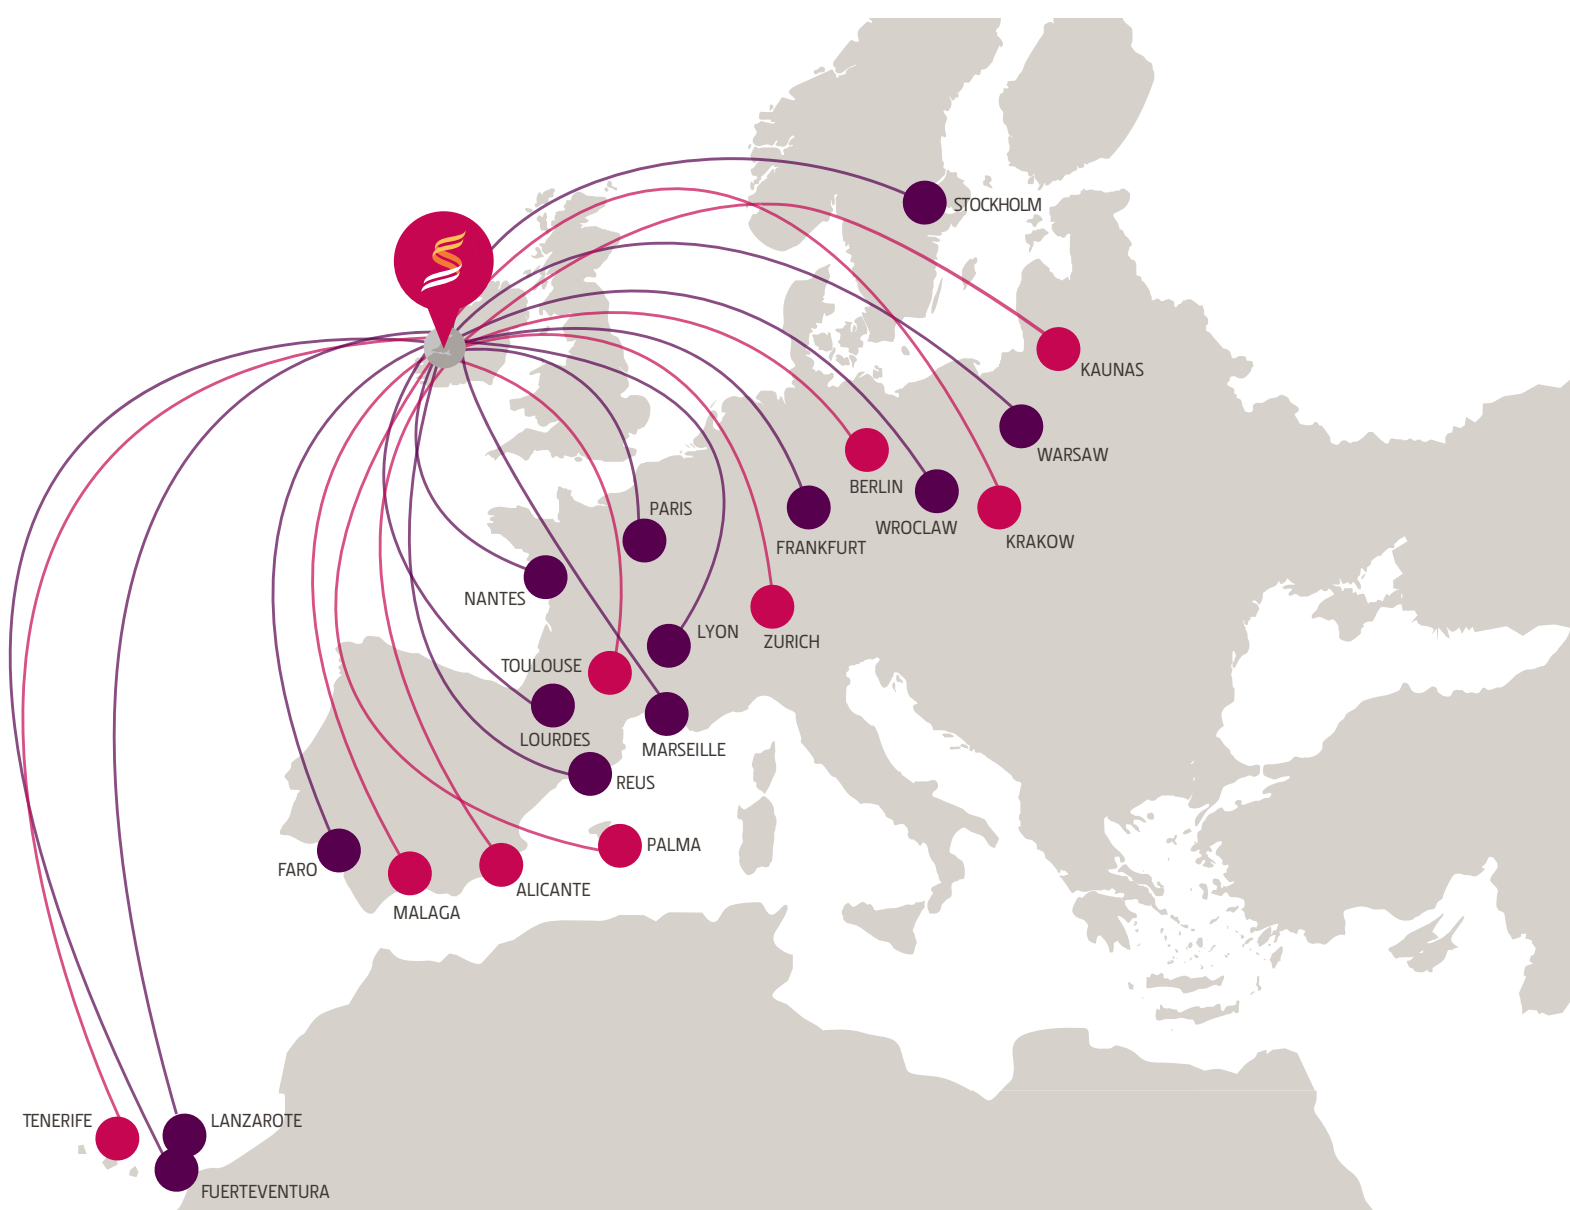 STOCKHOLM
KAUNAS
WARSAW
BERLIN
WROCLAW
PARIS
FRANKFURT
KRAKOW
NANTES
LYON
ZURICH
TOULOUSE
LOURDES
MARSEILLE
REUS
PALMA
FARO
ALICANTE
MALAGA
TENERIFE
LANZAROTE
FUERTEVENTURA